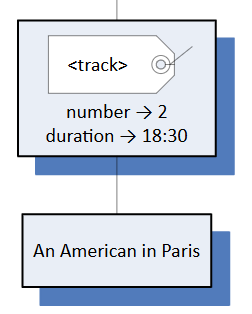 <track>
number → 2
duration → 18:30
An American in Paris